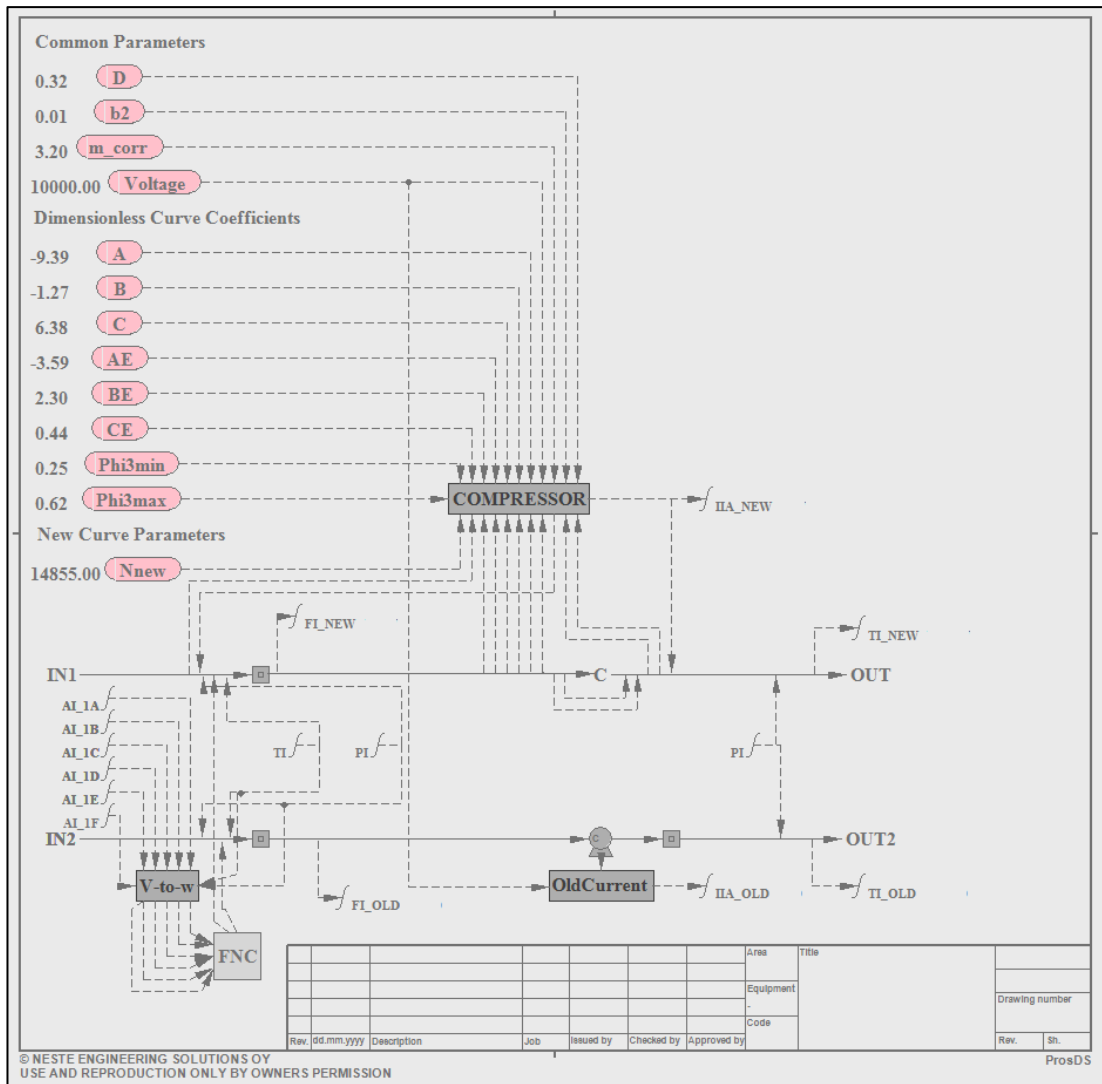 Common Parameters
0.32 D
0.01 b2
3.20 m_corr
10000.00 Voltage
Dimensionless Curve Coefficients
-9.39 A
-1.27 B
6.38 C
-3.59 AE
2.30 BE
0.44 CE
0.25 Phi3min
0.62 Phi3max
COMPRESSOR
IIA_NEW
New Curve Parameters
14855.00 Nnew
FI_NEW
TI_NEW
IN1
C
OUT
AI_1A
AI_1B
AI_1C
TI
PI
PI
AI_1D
AI_1E
AI_1F
IN2
C
OUT2
V-to-w
OldCurrent
FI_OLD
IIA_OLD
TI_OLD
FNC
Area
Title
Equipment
-
Code
Drawing number
Rev. dd.mm.yyyy Description Job Issued by Checked by Approved by
Rev. Sh.
© NESTE ENGINEERING SOLUTIONS OY
USE AND REPRODUCTION ONLY BY OWNERS PERMISSION
ProsDS